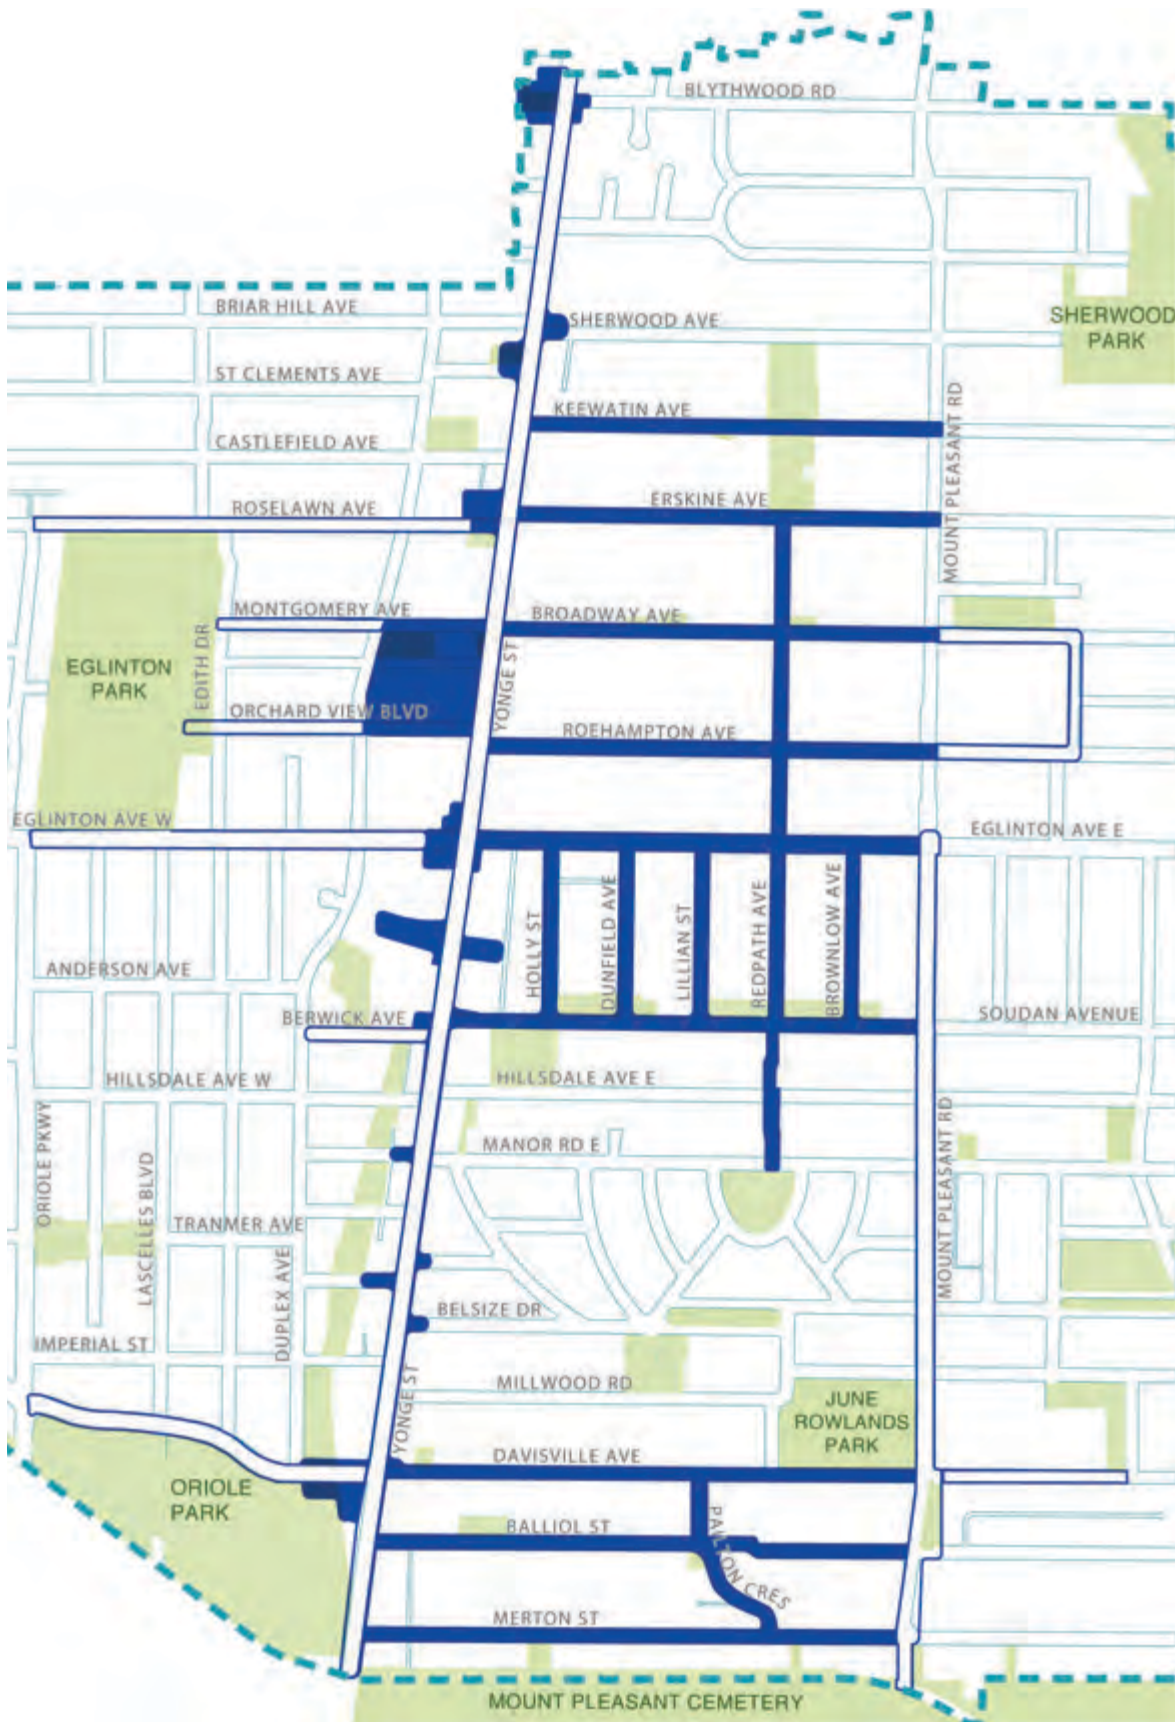 BLYTHWOOD RD
BRIAR HILL AVE
SHERWOOD AVE
SHERWOOD
PARK
ST CLEMENTS AVE
KEEWATIN AVE
MOUNT PLEASANT RD
CASTLEFIELD AVE
ROSELAWN AVE
ERSKINE AVE
MONTGOMERY AVE
BROADWAY AVE
EGLINTON
PARK
EDITH DR
YONGE ST
ORCHARD VIEW BLVD
ROEHAMPTON AVE
EGLINTON AVE W
EGLINTON AVE E
HOLLY ST
DUNFIELD AVE
LILLIAN ST
REDPATH AVE
BROWNLOW AVE
ANDERSON AVE
BERWICK AVE
SOUDAN AVENUE
HILLSDALE AVE W
HILLSDALE AVE E
ORIOLE PKWY
LASCELLES BLVD
MANOR RD E
MOUNT PLEASANT RD
TRANMER AVE
DUPLEX AVE
BELSIZE DR
IMPERIAL ST
YONGE ST
MILLWOOD RD
JUNE
ROWLANDS
PARK
DAVISVILLE AVE
ORIOLE
PARK
BALLIOL ST
PAILTON CRES
MERTON ST
MOUNT PLEASANT CEMETERY